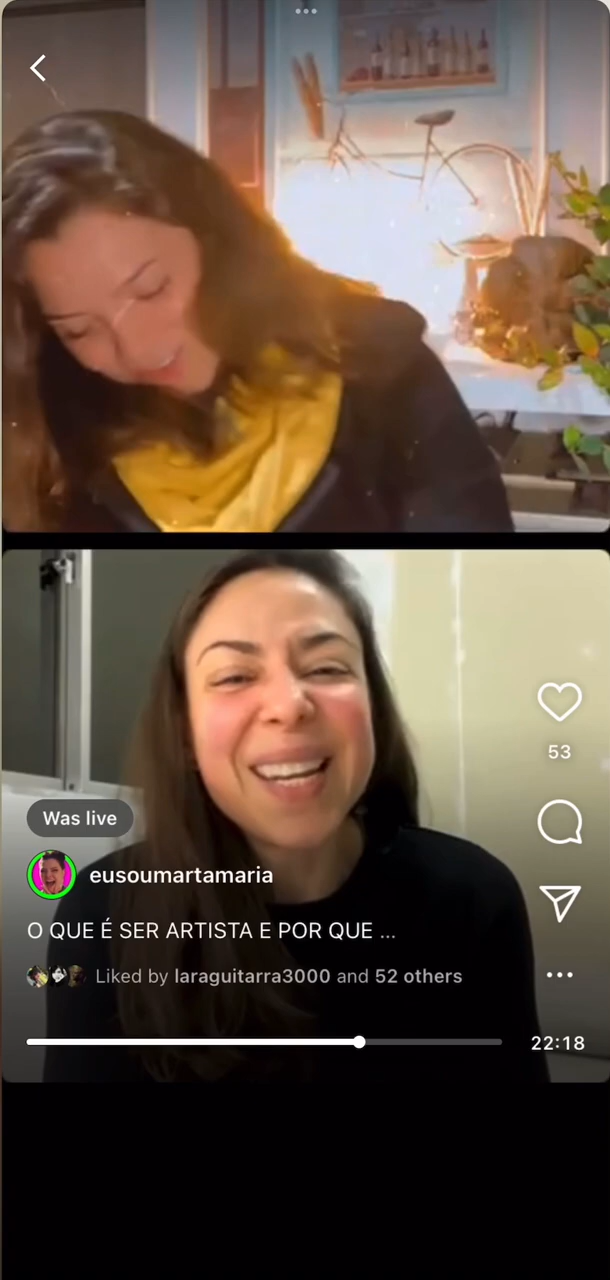 53
Was live
eusoumartamaria
O QUE É SER ARTISTA E POR QUE ...
Liked by laraguitarra3000 and 52 others
22:18